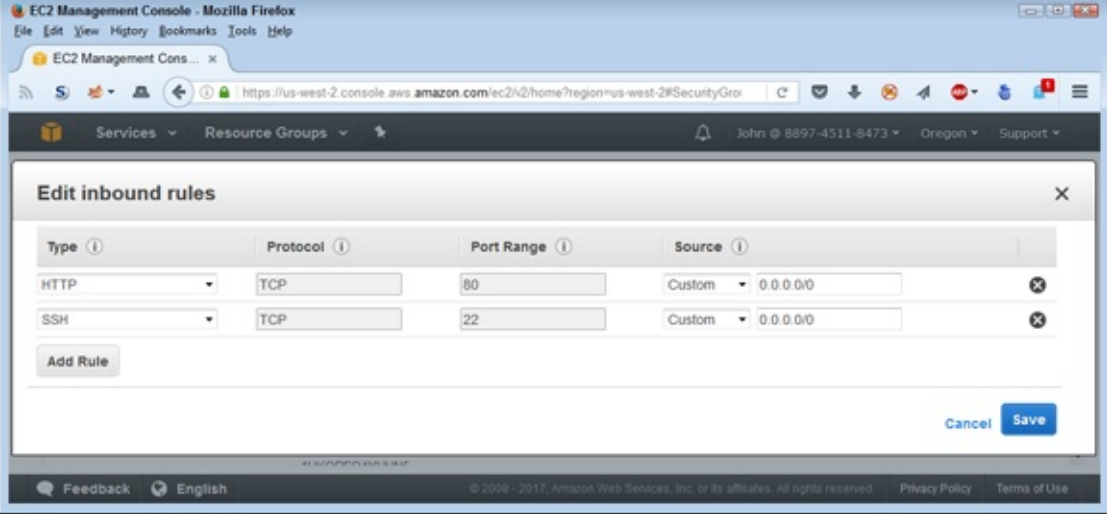 EC2 Management Console - Mozilla Firefox
File Edit View History Bookmarks Tools Help
EC2 Management Cons... ×
https://us-west-2.console.aws.amazon.com/ec2/v2/home?region=us-west-2#SecurityGro
Services Resource Groups John @ 8897-4511-8473 Oregon Support
Edit inbound rules
Type Protocol Port Range Source
HTTP TCP 80 Custom 0.0.0.0/0
SSH TCP 22 Custom 0.0.0.0/0
Add Rule
Cancel Save
Feedback English © 2008 - 2017, Amazon Web Services, Inc. or its affiliates. All rights reserved. Privacy Policy Terms of Use